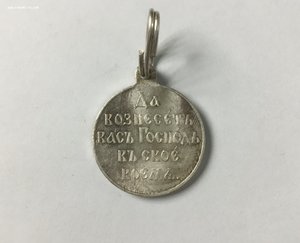 Да
вознесетъ
васъ Господь
въ свое
время..